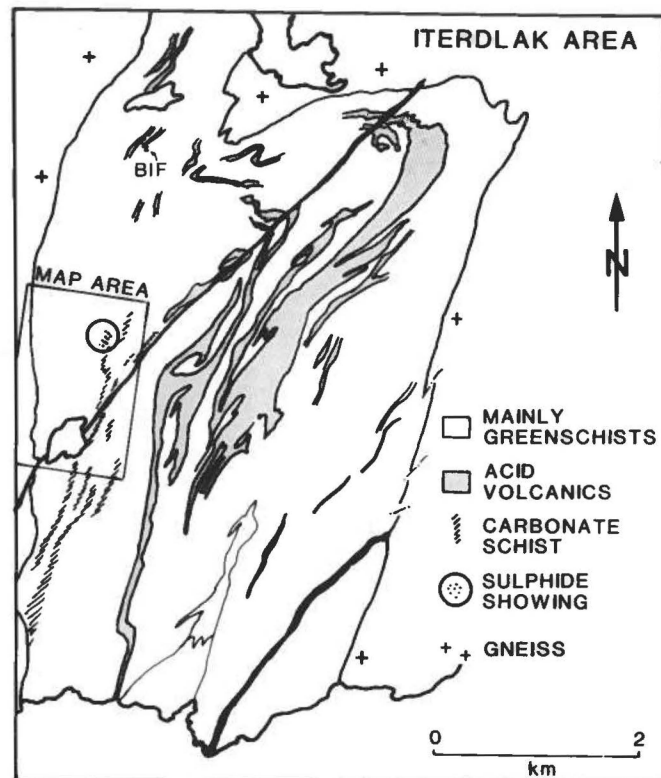 ITERDLAK AREA
BIF
N
MAP AREA
MAINLY
GREENSCHISTS
ACID
VOLCANICS
CARBONATE
SCHIST
SULPHIDE
SHOWING
GNEISS
0 2
km